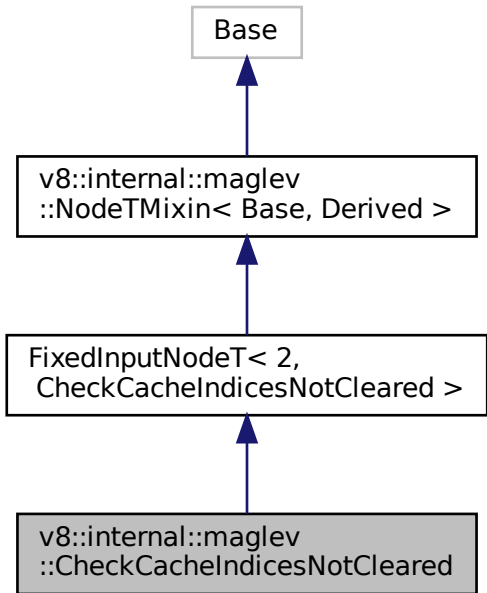 Base
v8::internal::maglev
::NodeTMixin< Base, Derived >
FixedInputNodeT< 2,
CheckCacheIndicesNotCleared >
v8::internal::maglev
::CheckCacheIndicesNotCleared